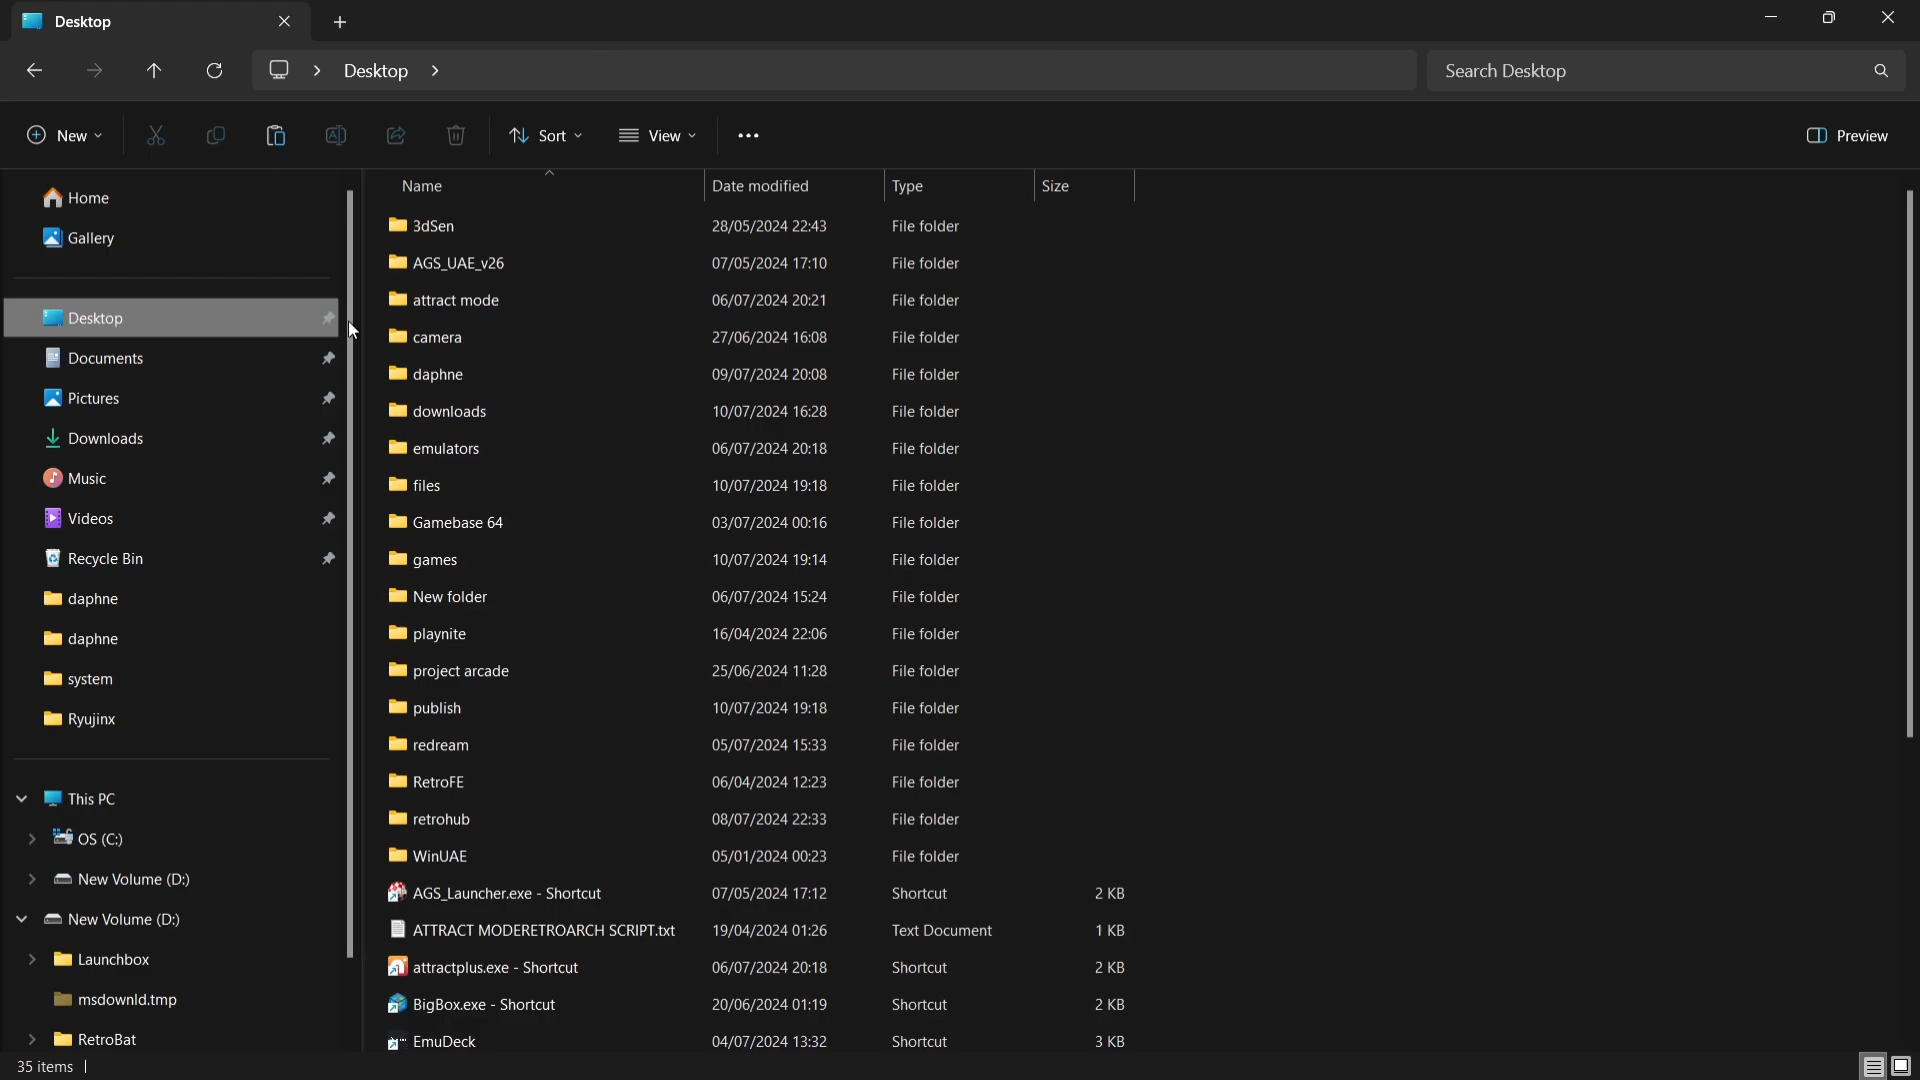 Desktop
Desktop
Search Desktop
New
Sort
View
Preview
Home
Gallery
Desktop
Documents
Pictures
Downloads
Music
Videos
Recycle Bin
daphne
daphne
system
Ryujinx
This PC
OS (C:)
New Volume (D:)
New Volume (D:)
Launchbox
msdownld.tmp
RetroBat
Name Date modified Type Size
3dSen 28/05/2024 22:43 File folder
AGS_UAE_v26 07/05/2024 17:10 File folder
attract mode 06/07/2024 20:21 File folder
camera 27/06/2024 16:08 File folder
daphne 09/07/2024 20:08 File folder
downloads 10/07/2024 16:28 File folder
emulators 06/07/2024 20:18 File folder
files 10/07/2024 19:18 File folder
Gamebase 64 03/07/2024 00:16 File folder
games 10/07/2024 19:14 File folder
New folder 06/07/2024 15:24 File folder
playnite 16/04/2024 22:06 File folder
project arcade 25/06/2024 11:28 File folder
publish 10/07/2024 19:18 File folder
redream 05/07/2024 15:33 File folder
RetroFE 06/04/2024 12:23 File folder
retrohub 08/07/2024 22:33 File folder
WinUAE 05/01/2024 00:23 File folder
AGS_Launcher.exe - Shortcut 07/05/2024 17:12 Shortcut 2 KB
ATTRACT MODERETROARCH SCRIPT.txt 19/04/2024 01:26 Text Document 1 KB
attractplus.exe - Shortcut 06/07/2024 20:18 Shortcut 2 KB
BigBox.exe - Shortcut 20/06/2024 01:19 Shortcut 2 KB
EmuDeck 04/07/2024 13:32 Shortcut 3 KB
35 items